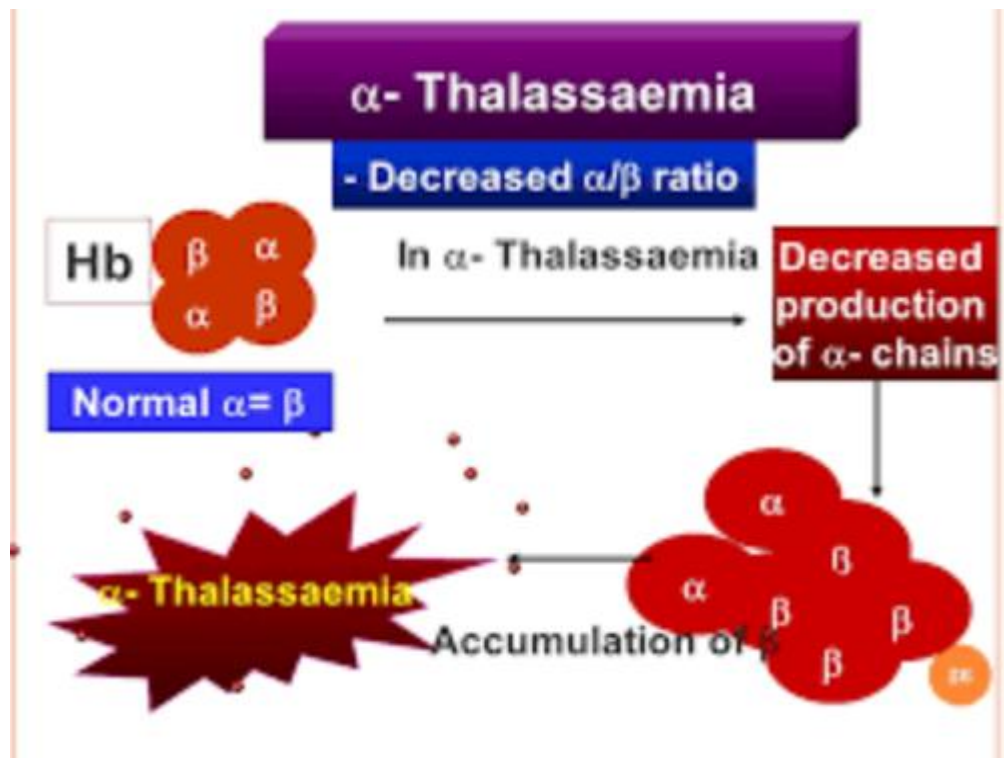 α- Thalassaemia
- Decreased α/β ratio
Hb
β α
α β
In α- Thalassaemia
Decreased
production
of α- chains
Normal α= β
α
β
α
β
β
β
α- Thalassaemia
Accumulation of β